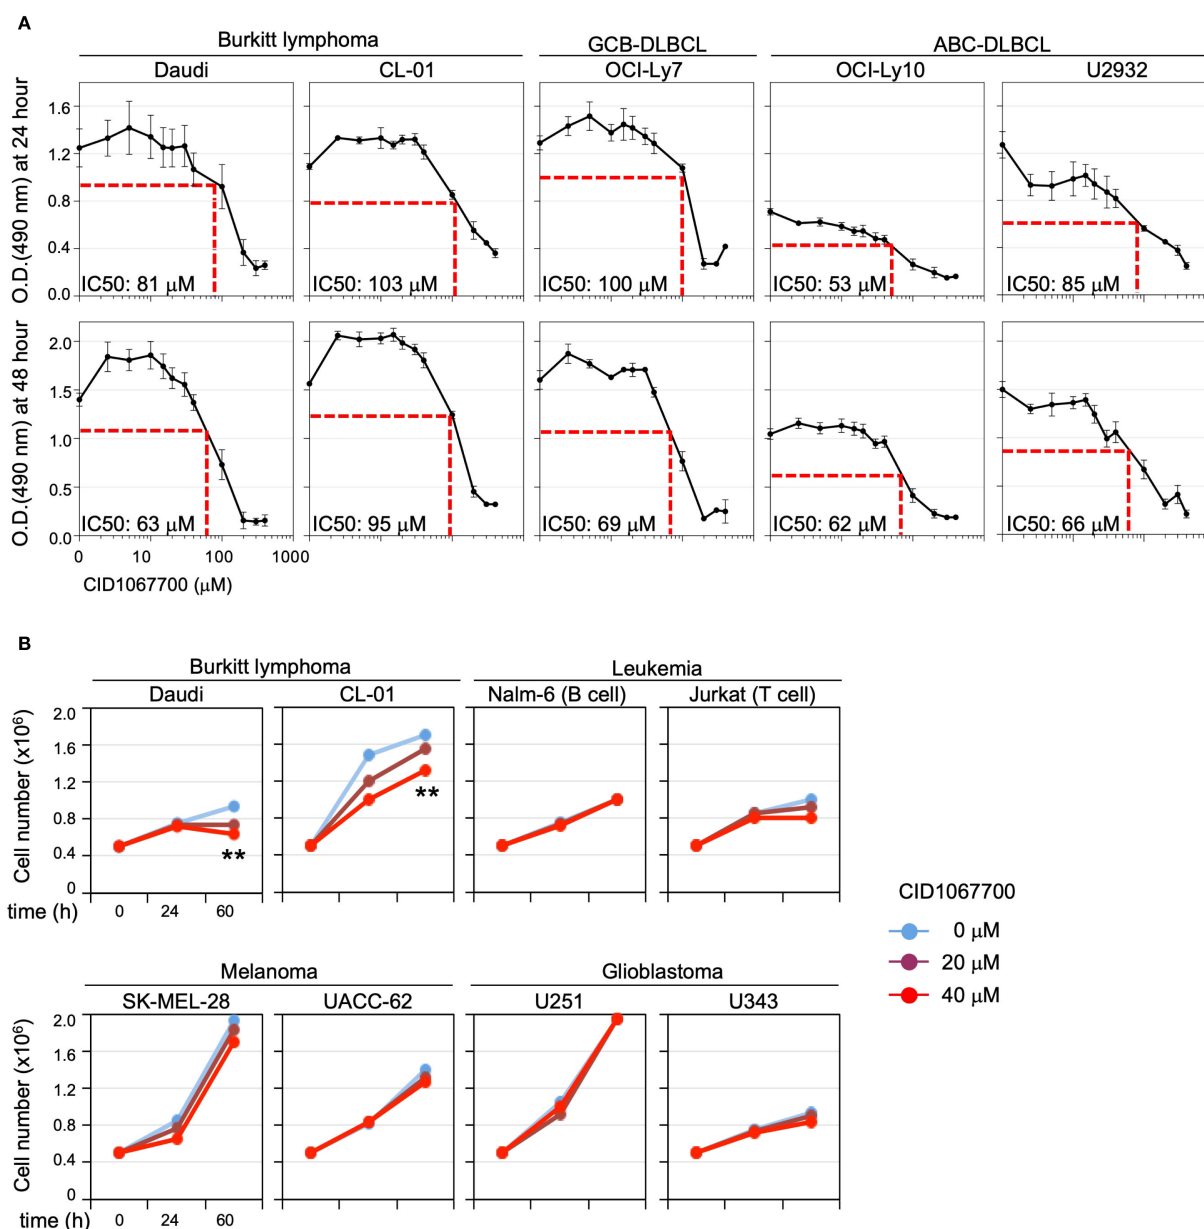 A
Burkitt lymphoma GCB-DLBCL ABC-DLBCL
Daudi CL-01 OCI-Ly7 OCI-Ly10 U2932
O.D.(490 nm) at 24 hour
1.6
1.2
0.8
0.4
0.0
IC50: 81 μM IC50: 103 μM IC50: 100 μM IC50: 53 μM IC50: 85 μM
O.D.(490 nm) at 48 hour
2.0
1.5
1.0
0.5
0.0
IC50: 63 μM IC50: 95 μM IC50: 69 μM IC50: 62 μM IC50: 66 μM
0 10 100 1000
CID1067700 (μM)
B
Burkitt lymphoma Leukemia
Daudi CL-01 Nalm-6 (B cell) Jurkat (T cell)
Cell number (x10⁶)
2.0
1.6
1.2
0.8
0.4
0
** **
time (h) 0 24 60
CID1067700
0 μM
20 μM
40 μM
Melanoma Glioblastoma
SK-MEL-28 UACC-62 U251 U343
Cell number (x10⁶)
2.0
1.6
1.2
0.8
0.4
0
time (h) 0 24 60